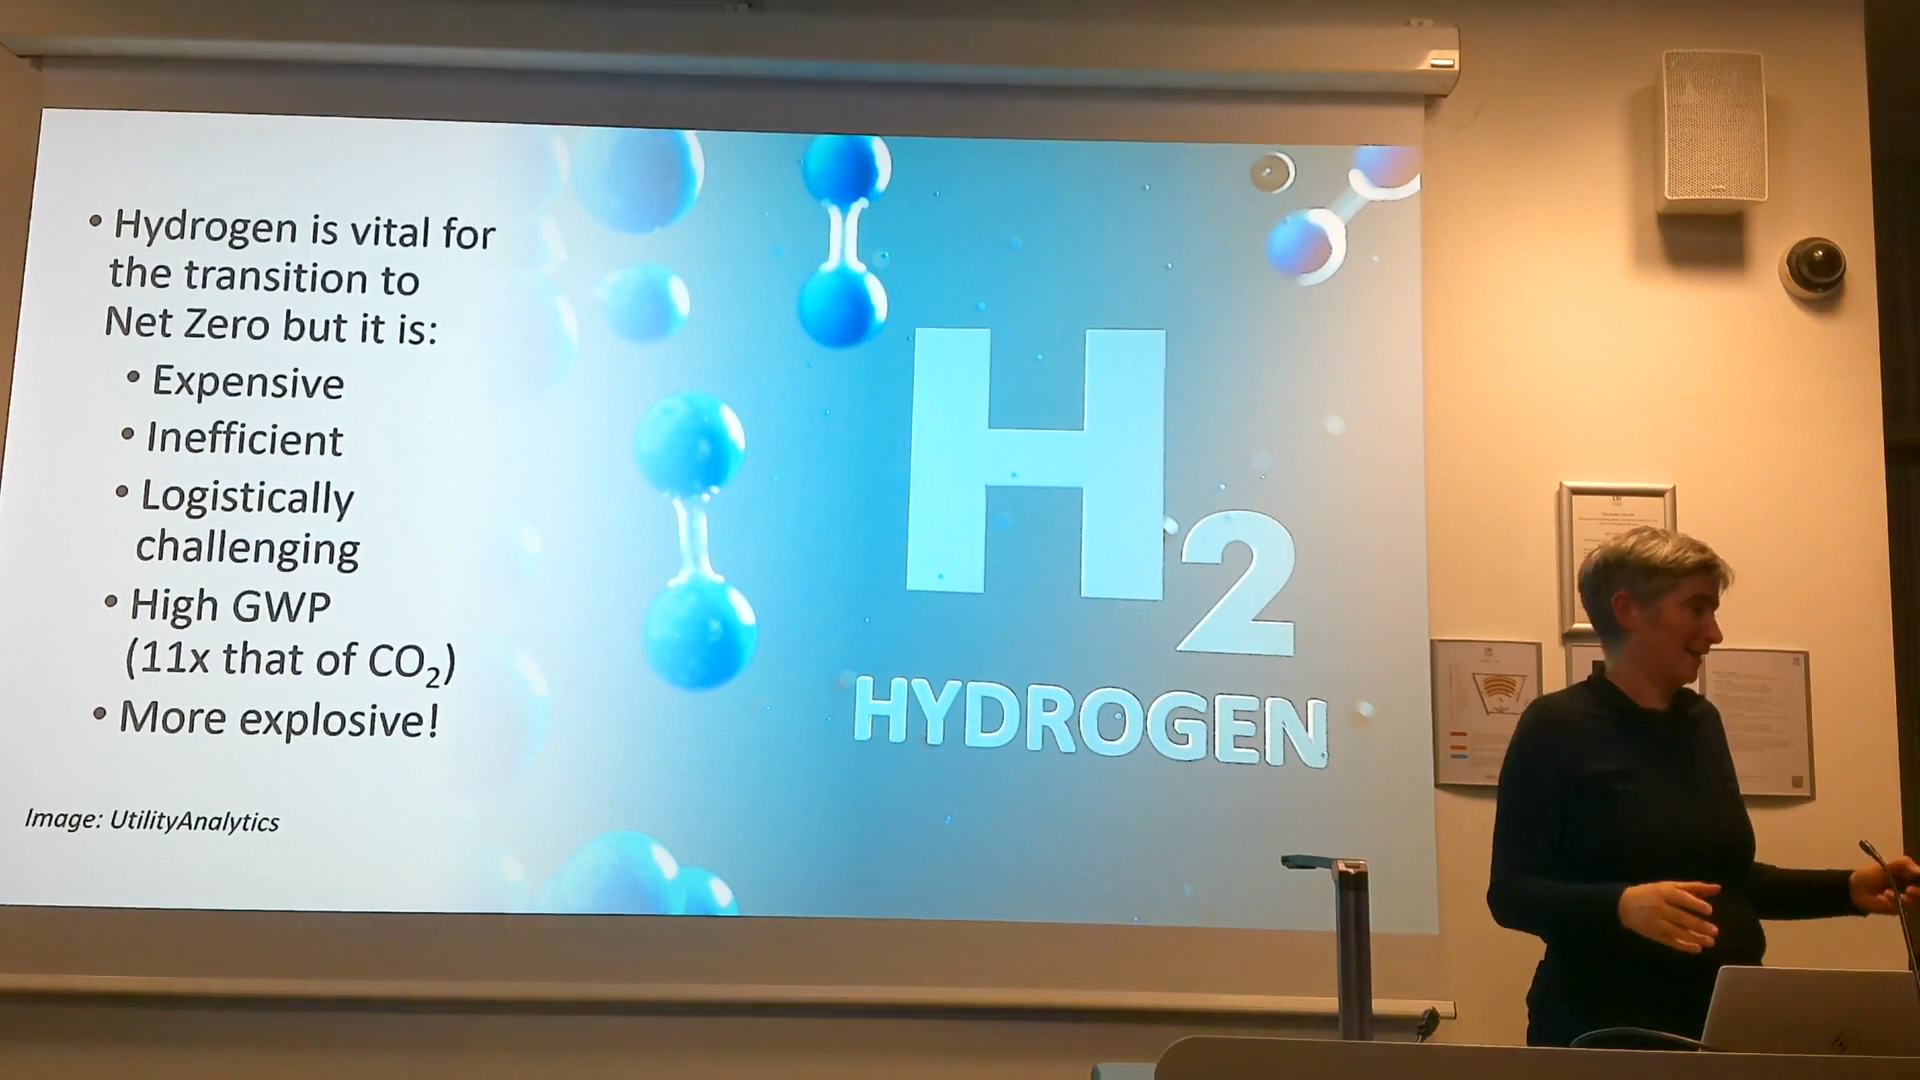 • Hydrogen is vital for
the transition to
Net Zero but it is:
• Expensive
• Inefficient
• Logistically
challenging
• High GWP
(11x that of CO₂)
• More explosive!
Image: UtilityAnalytics
H₂
HYDROGEN